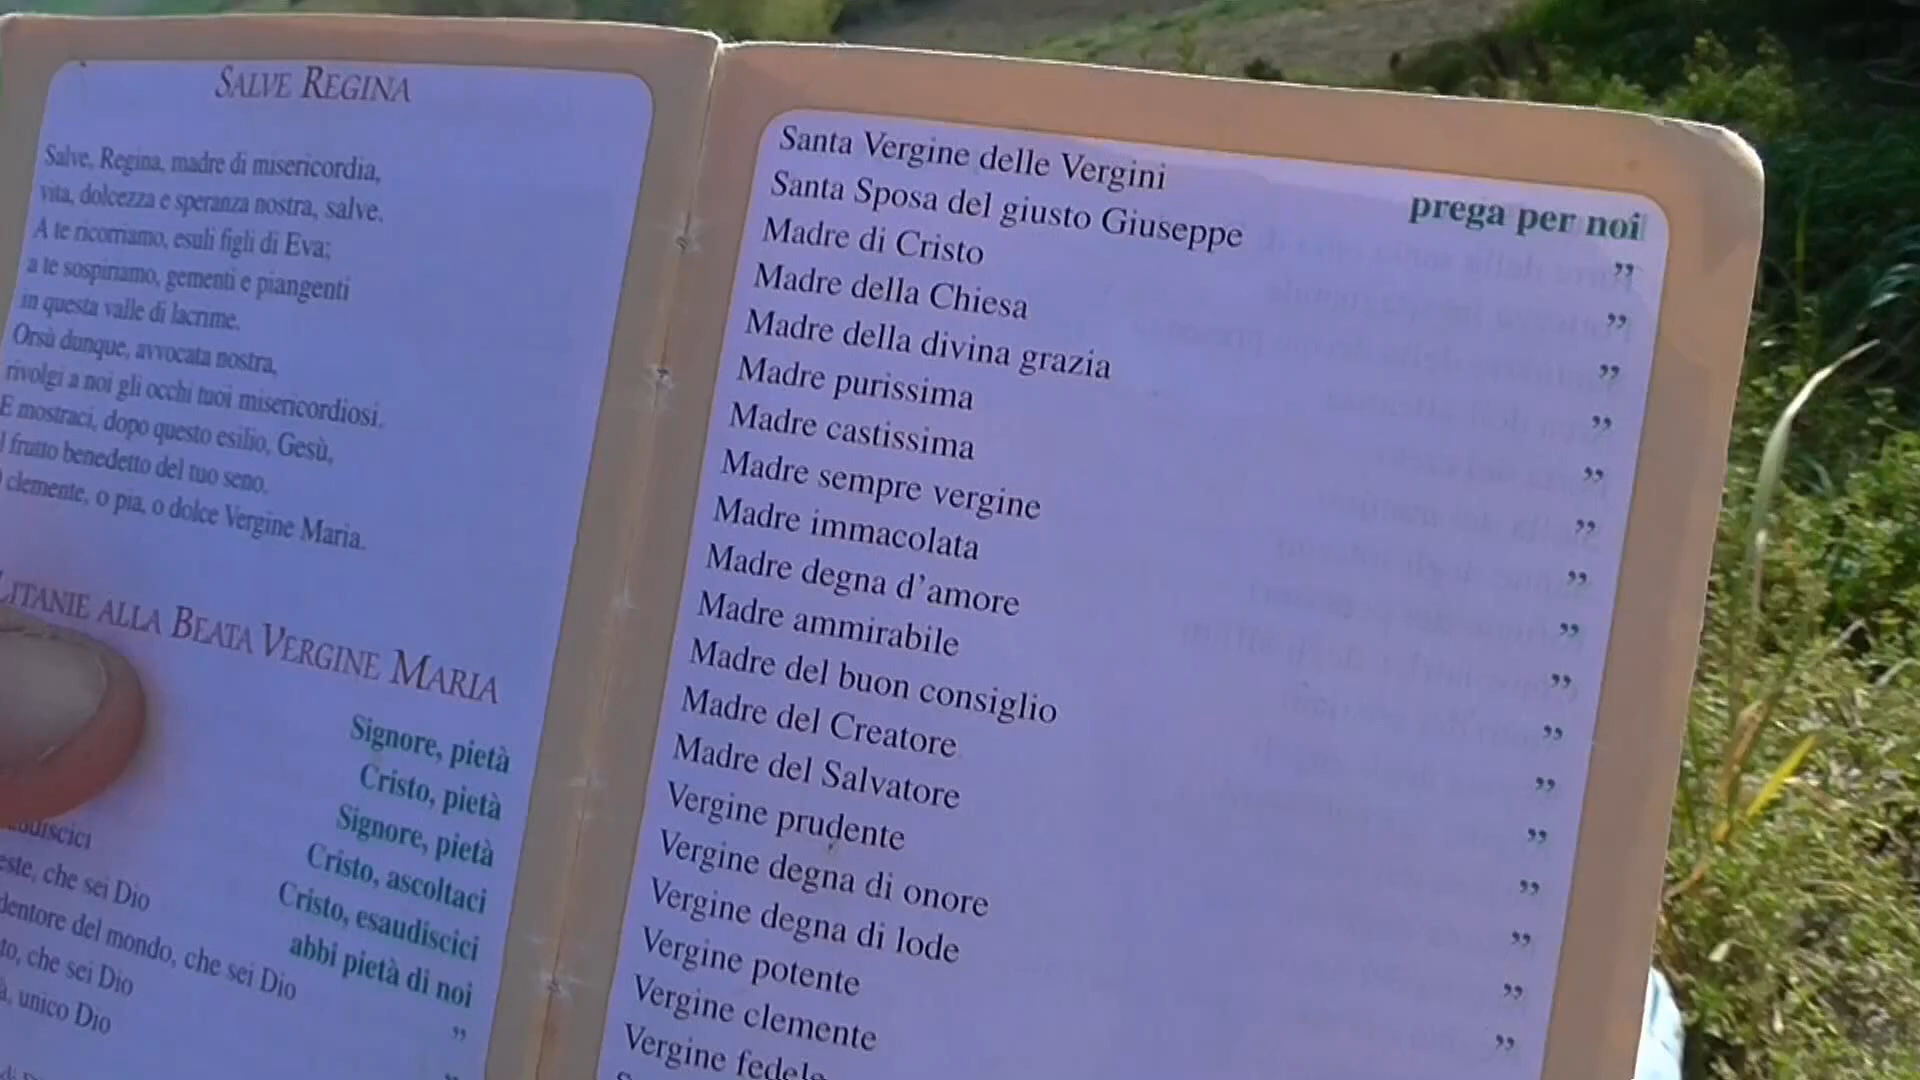 SALVE REGINA
Salve, Regina, madre di misericordia,
vita, dolcezza e speranza nostra, salve.
A te ricorriamo, esuli figli di Eva;
a te sospiriamo, gementi e piangenti
in questa valle di lacrime.
Orsù dunque, avvocata nostra,
rivolgi a noi gli occhi tuoi misericordiosi.
E mostraci, dopo questo esilio, Gesù,
frutto benedetto del tuo seno.
clemente, o pia, o dolce Vergine Maria.
LITANIE ALLA BEATA VERGINE MARIA
Signore, pietà
Cristo, pietà
Signore, pietà
Cristo, ascoltaci
Cristo, esaudiscici
che sei Dio abbi pietà di noi
del mondo, che sei Dio ”
che sei Dio ”
unico Dio
Santa Vergine delle Vergini prega per noi
Santa Sposa del giusto Giuseppe ”
Madre di Cristo ”
Madre della Chiesa ”
Madre della divina grazia ”
Madre purissima ”
Madre castissima ”
Madre sempre vergine ”
Madre immacolata ”
Madre degna d’amore ”
Madre ammirabile ”
Madre del buon consiglio ”
Madre del Creatore ”
Madre del Salvatore ”
Vergine prudente ”
Vergine degna di onore ”
Vergine degna di lode ”
Vergine potente ”
Vergine clemente
Vergine fedele